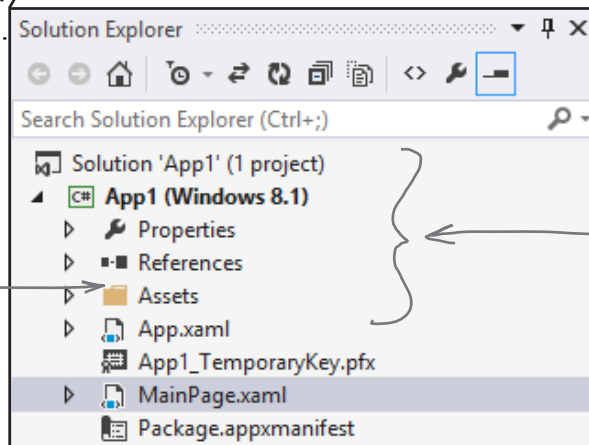 Solution Explorer
Search Solution Explorer (Ctrl+;)
Solution 'App1' (1 project)
C# App1 (Windows 8.1)
Properties
References
Assets
App.xaml
App1_TemporaryKey.pfx
MainPage.xaml
Package.appxmanifest